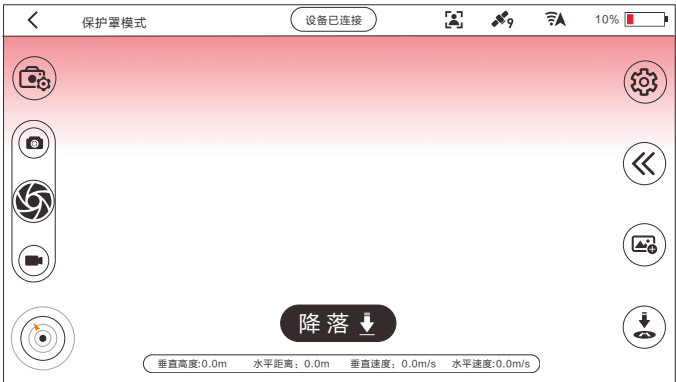 保护罩模式
设备已连接
9
10%
降落
垂直高度:0.0m 水平距离：0.0m 垂直速度：0.0m/s 水平速度:0.0m/s